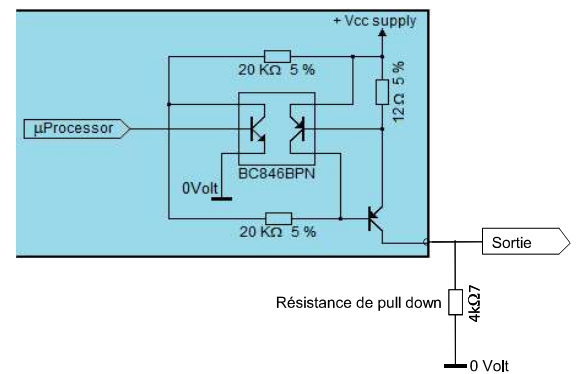 + Vcc supply
20 KΩ 5 %
12Ω 5 %
µProcessor
BC846BPN
0Volt
20 KΩ 5 %
Sortie
Résistance de pull down
4kΩ7
0 Volt